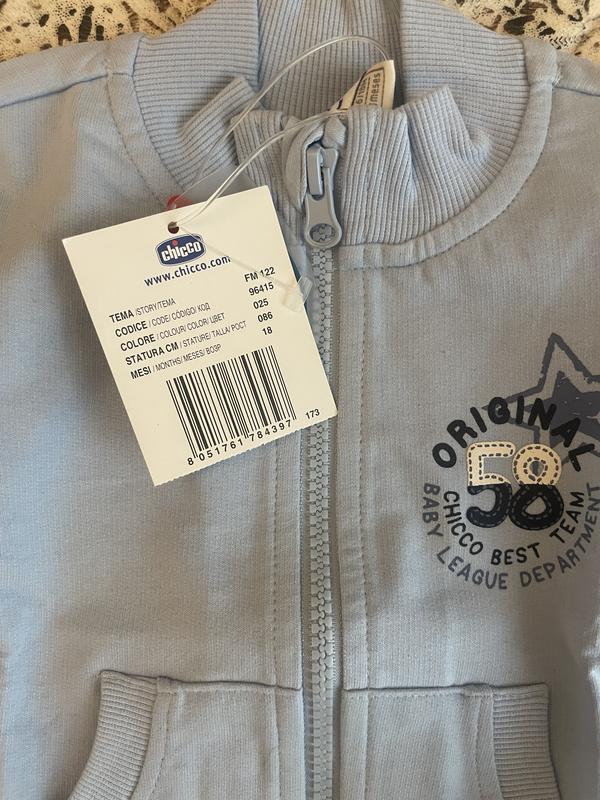 meses
chicco
www.chicco.com
TEMA /STORY/TEMA FM 122
CODICE / CODE/ CÓDIGO/ КОД 96415
COLORE / COLOUR/ COLOR/ ЦВЕТ 025
STATURA CM / STATURE/ TALLA/ РОСТ 086
MESI / MONTHS/ MESES/ ВОЗР 18
173
8 051761 784397
ORIGINAL
58
CHICCO BEST TEAM
BABY LEAGUE DEPARTMENT